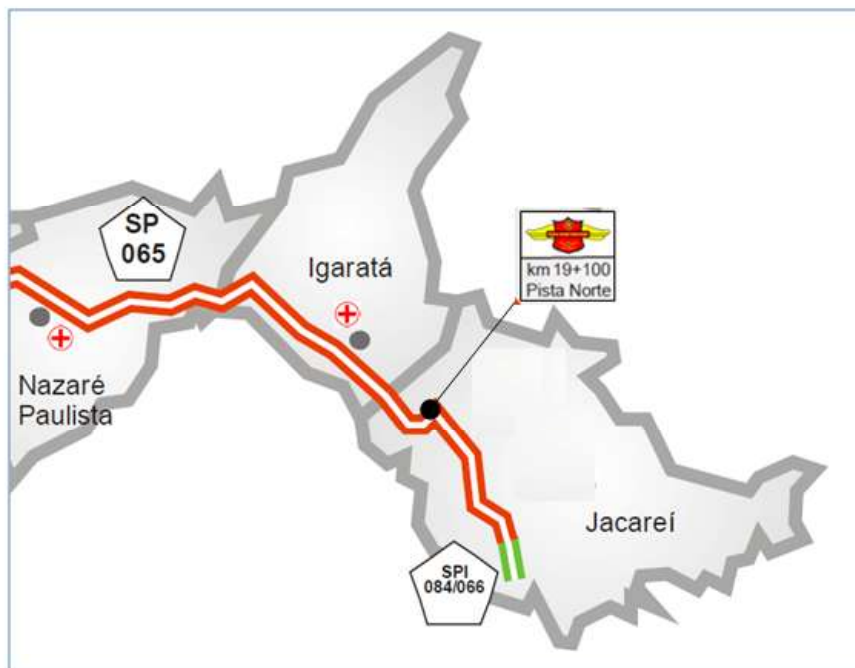 SP
065
Igaratá
km 19+100
Pista Norte
Nazaré
Paulista
Jacareí
SPI
084/066